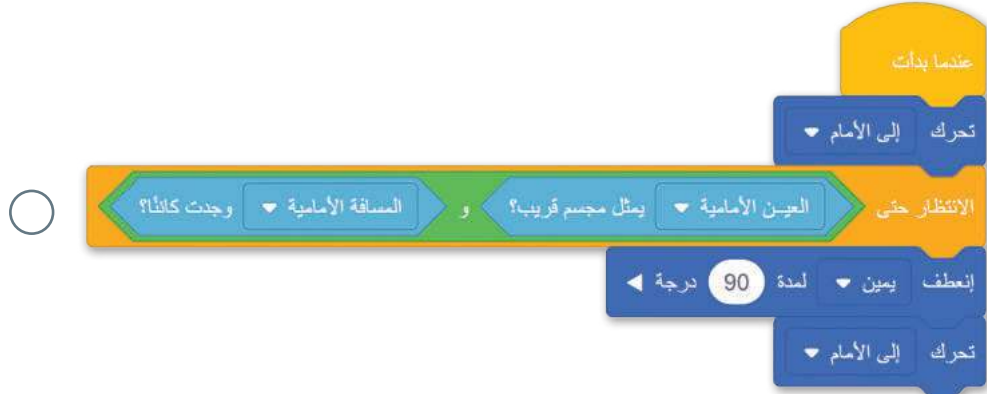 عندما بدأت
تحرك إلى الأمام
الانتظار حتى العيـن الأمامية يمثل مجسم قريب؟ و المسافة الأمامية وجدت كائنًا؟
إنعطف يمين لمدة 90 درجة
تحرك إلى الأمام